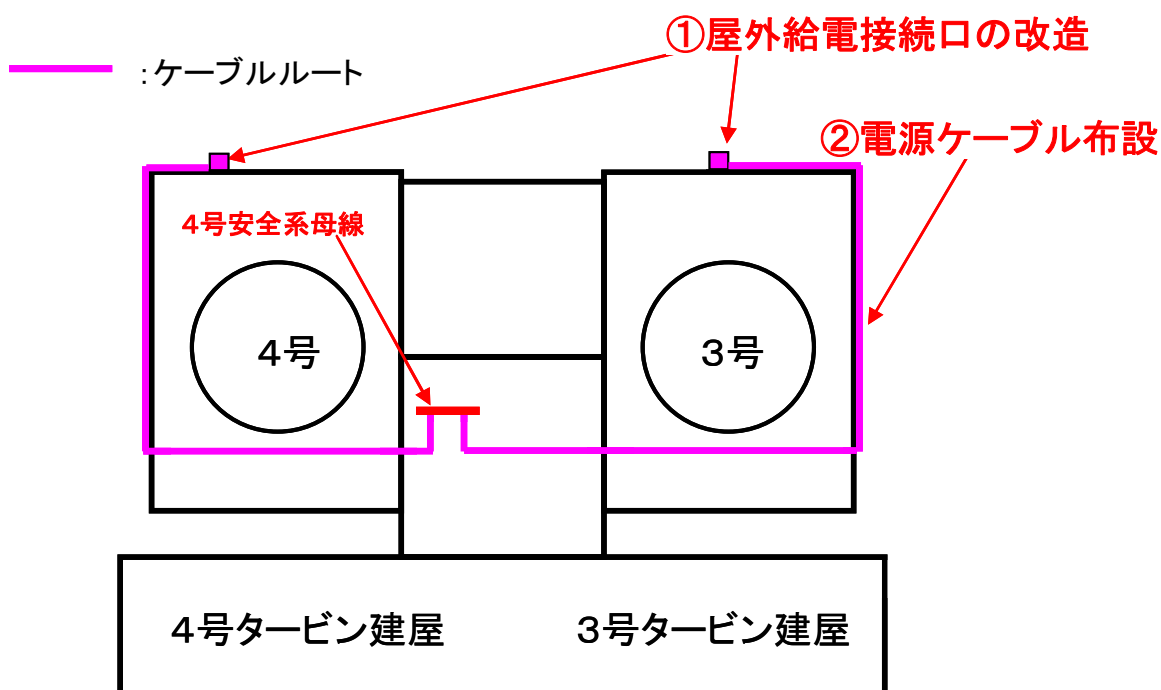 ①屋外給電接続口の改造
：ケーブルルート
②電源ケーブル布設
４号安全系母線
４号
３号
４号タービン建屋
３号タービン建屋